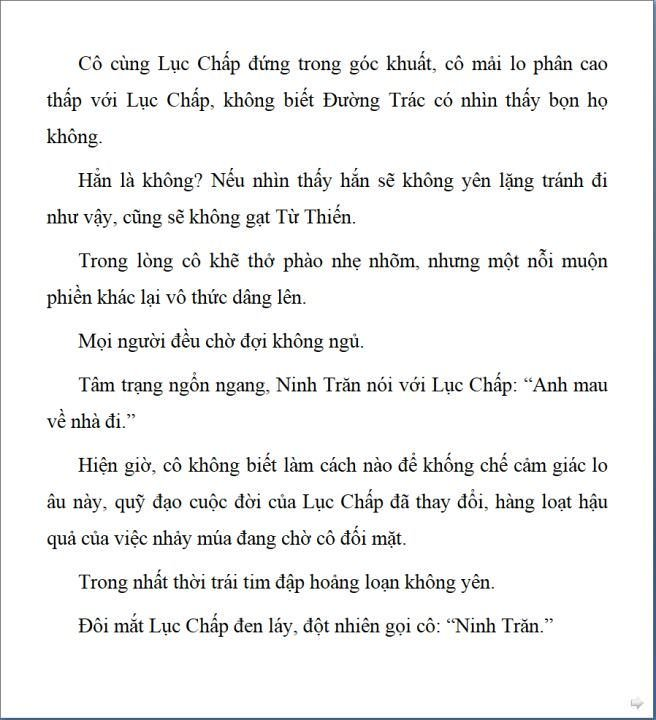 Cô cùng Lục Chấp đứng trong góc khuất, cô mải lo phân cao
thấp với Lục Chấp, không biết Đường Trác có nhìn thấy bọn họ
không.
Hẳn là không? Nếu nhìn thấy hắn sẽ không yên lặng tránh đi
như vậy, cũng sẽ không gạt Từ Thiến.
Trong lòng cô khẽ thở phào nhẹ nhõm, nhưng một nỗi muộn
phiền khác lại vô thức dâng lên.
Mọi người đều chờ đợi không ngủ.
Tâm trạng ngổn ngang, Ninh Trăn nói với Lục Chấp: “Anh mau
về nhà đi.”
Hiện giờ, cô không biết làm cách nào để khống chế cảm giác lo
âu này, quỹ đạo cuộc đời của Lục Chấp đã thay đổi, hàng loạt hậu
quả của việc nhảy múa đang chờ cô đối mặt.
Trong nhất thời trái tim đập hoảng loạn không yên.
Đôi mắt Lục Chấp đen láy, đột nhiên gọi cô: “Ninh Trăn.”